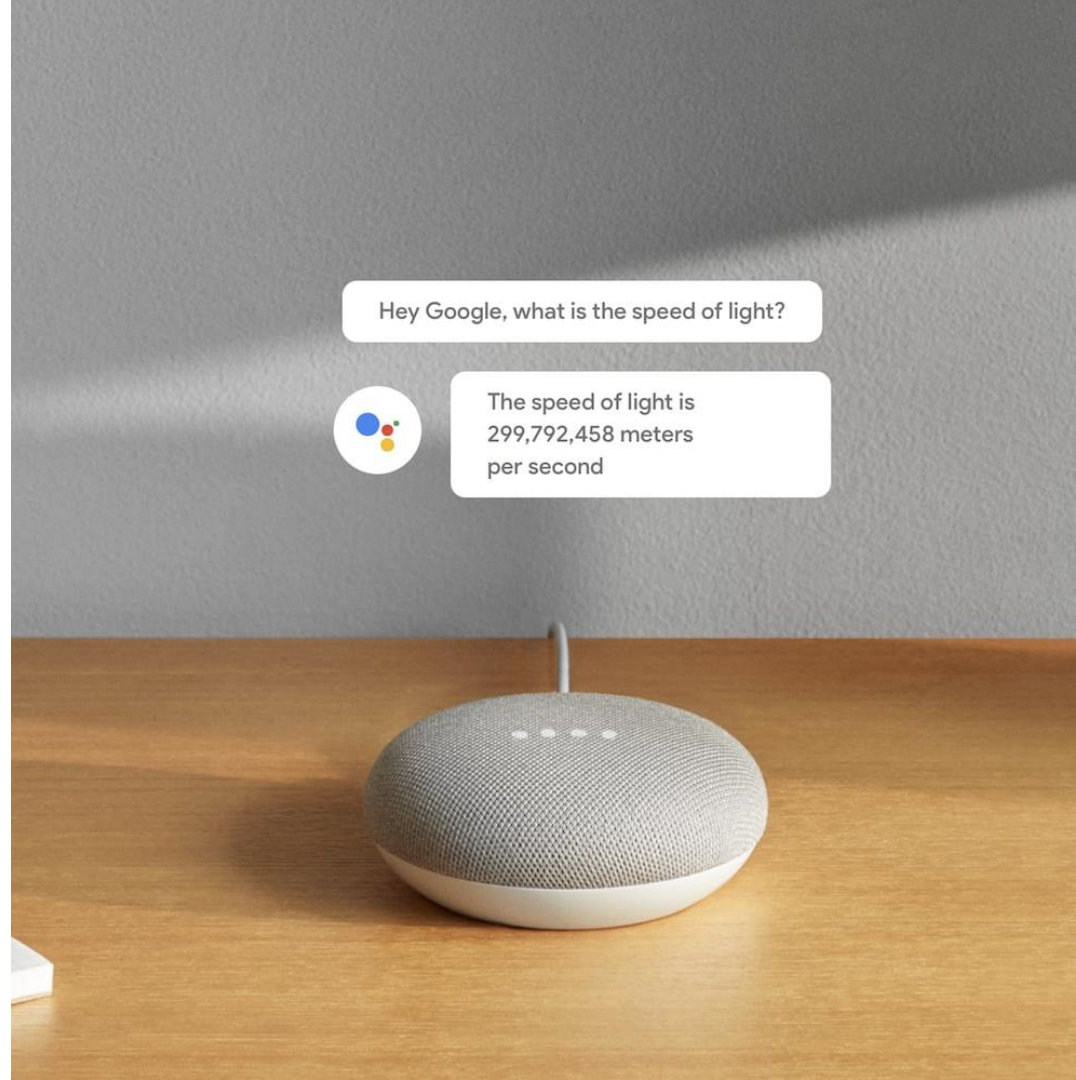 Hey Google, what is the speed of light?
The speed of light is
299,792,458 meters
per second